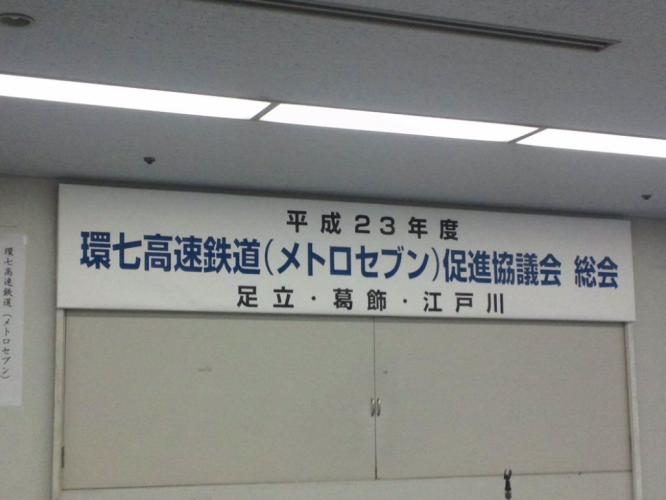 平成23年度
環七高速鉄道(メトロセブン)促進協議会 総会
足立・葛飾・江戸川
環七高速鉄道(メトロセブン)